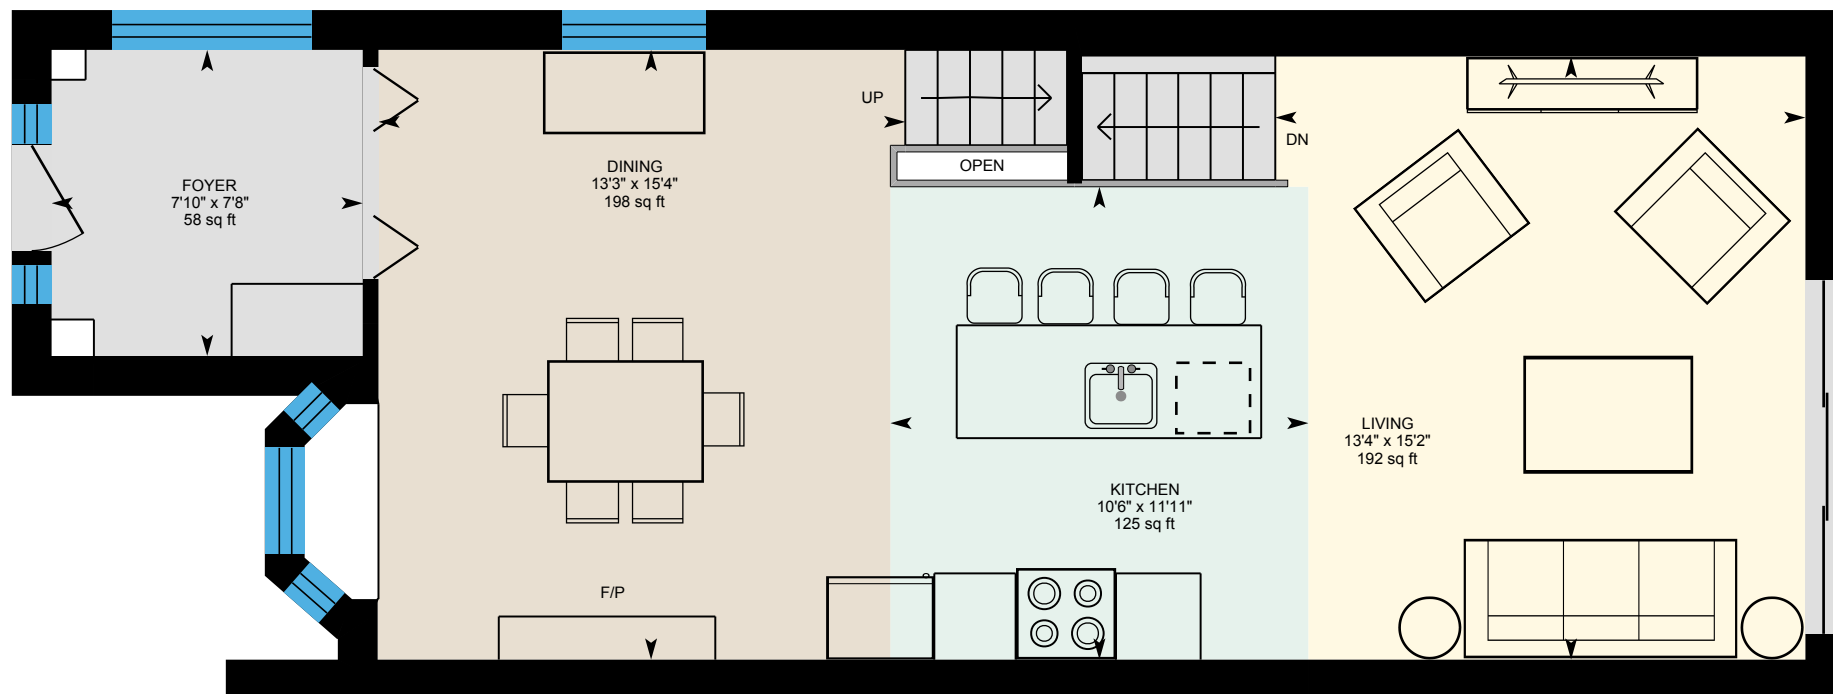 UP
DN
OPEN
DINING
13'3" x 15'4"
198 sq ft
FOYER
7'10" x 7'8"
58 sq ft
LIVING
13'4" x 15'2"
192 sq ft
KITCHEN
10'6" x 11'11"
125 sq ft
F/P